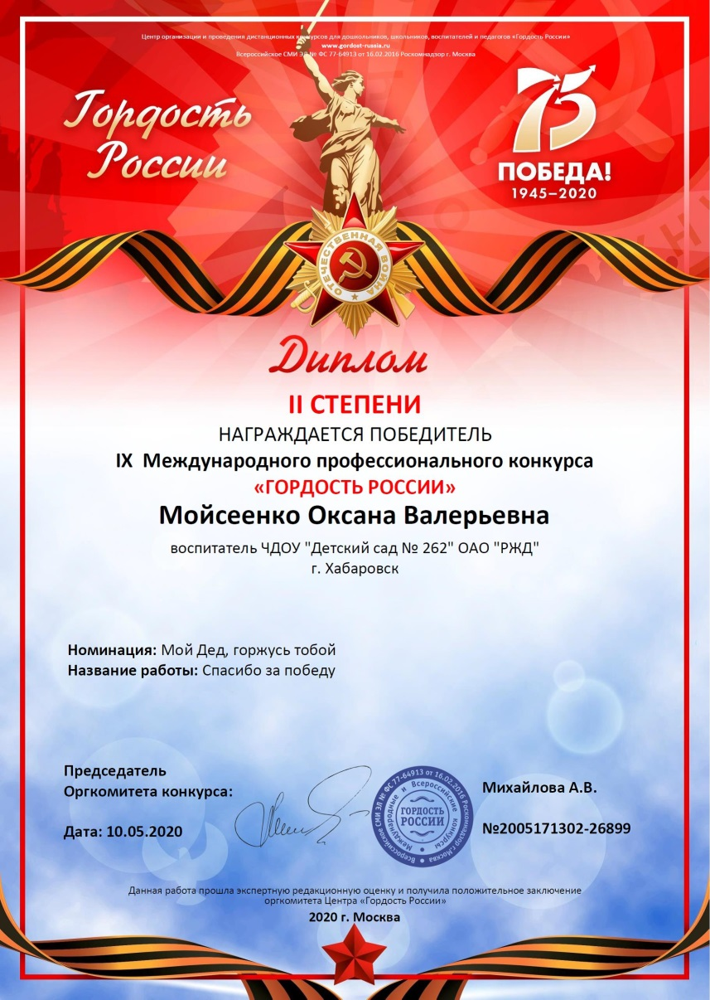 Центр организации и проведения дистанционных конкурсов для дошкольников, школьников, воспитателей и педагогов «Гордость России»
www.gordost-russia.ru
Всероссийское СМИ ЭЛ № ФС 77-64913 от 16.02.2016 Роскомнадзор г. Москва
Гордость
России
75
ПОБЕДА!
1945–2020
ОТЕЧЕСТВЕННАЯ ВОЙНА
Диплом
II СТЕПЕНИ
НАГРАЖДАЕТСЯ ПОБЕДИТЕЛЬ
IX Международного профессионального конкурса
«ГОРДОСТЬ РОССИИ»
Мойсеенко Оксана Валерьевна
воспитатель ЧДОУ "Детский сад № 262" ОАО "РЖД"
г. Хабаровск
Номинация: Мой Дед, горжусь тобой
Название работы: Спасибо за победу
Председатель
Оргкомитета конкурса:
Дата: 10.05.2020
Всероссийское СМИ ЭЛ № ФС 77-64913 от 16.02.2016 Роскомнадзор г.Москва
Международные и Всероссийские конкурсы
ГОРДОСТЬ
РОССИИ
Михайлова А.В.
№2005171302-26899
Данная работа прошла экспертную редакционную оценку и получила положительное заключение
оргкомитета Центра «Гордость России»
2020 г. Москва